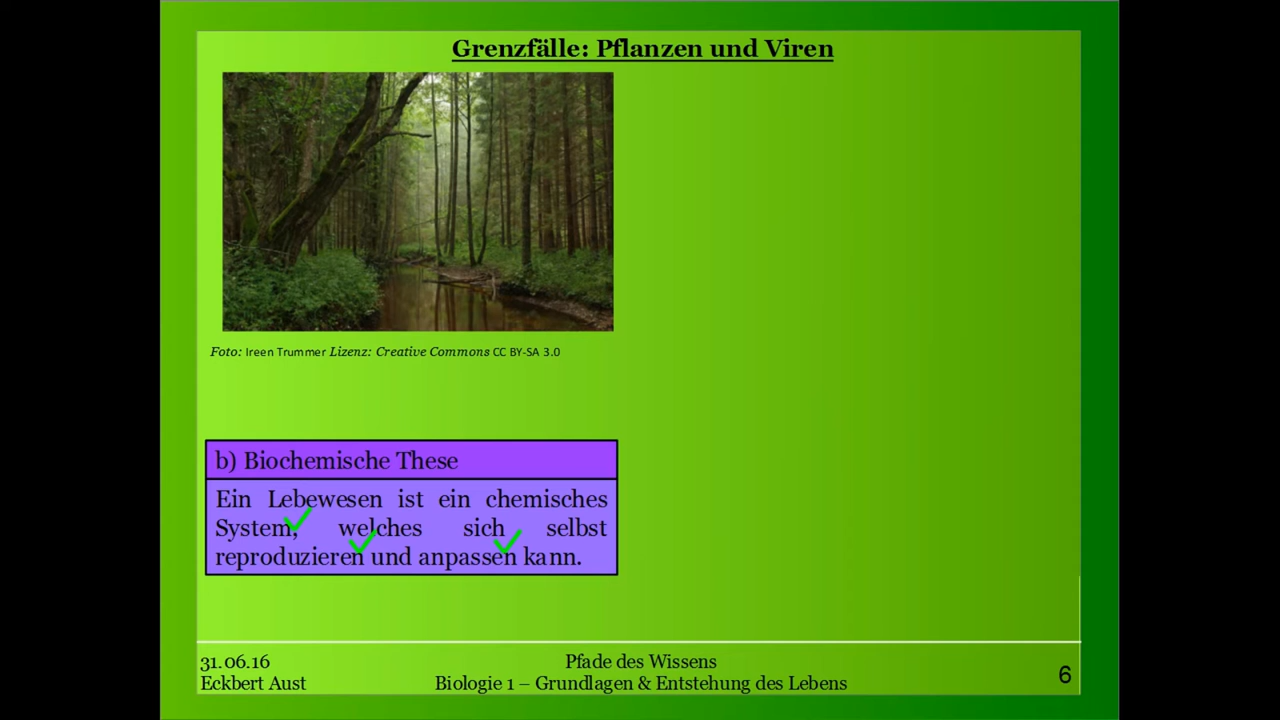 Grenzfälle: Pflanzen und Viren
Foto: Ireen Trummer Lizenz: Creative Commons CC BY-SA 3.0
b) Biochemische These
Ein Lebewesen ist ein chemisches
System, welches sich selbst
reproduzieren und anpassen kann.
31.06.16
Eckbert Aust
Pfade des Wissens
Biologie 1 – Grundlagen & Entstehung des Lebens
6